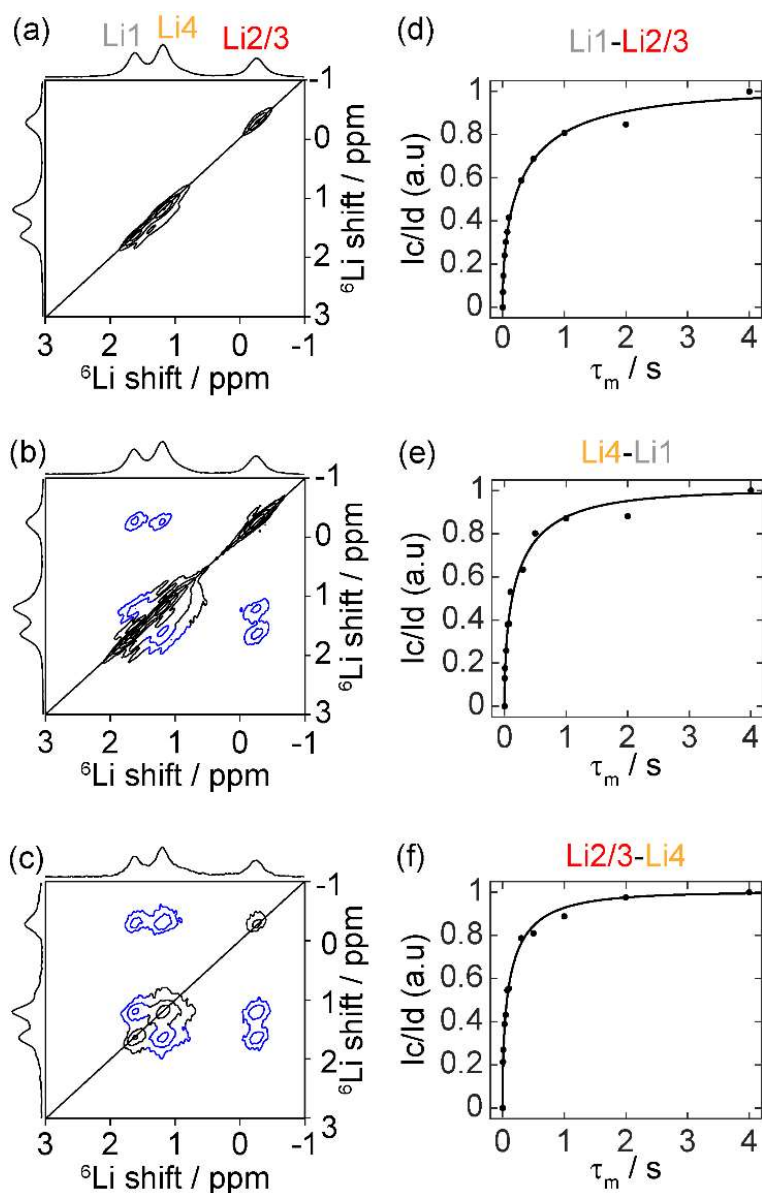 (a)
Li1 Li4 Li2/3
-1
0
1
2
3
⁶Li shift / ppm
3 2 1 0 -1
⁶Li shift / ppm
(d)
Li1-Li2/3
1
0.8
0.6
0.4
0.2
0
Ic/Id (a.u)
0 1 2 3 4
τm / s
(b)
-1
0
1
2
3
⁶Li shift / ppm
3 2 1 0 -1
⁶Li shift / ppm
(e)
Li4-Li1
1
0.8
0.6
0.4
0.2
0
Ic/Id (a.u)
0 1 2 3 4
τm / s
(c)
-1
0
1
2
3
⁶Li shift / ppm
3 2 1 0 -1
⁶Li shift / ppm
(f)
Li2/3-Li4
1
0.8
0.6
0.4
0.2
0
Ic/Id (a.u)
0 1 2 3 4
τm / s